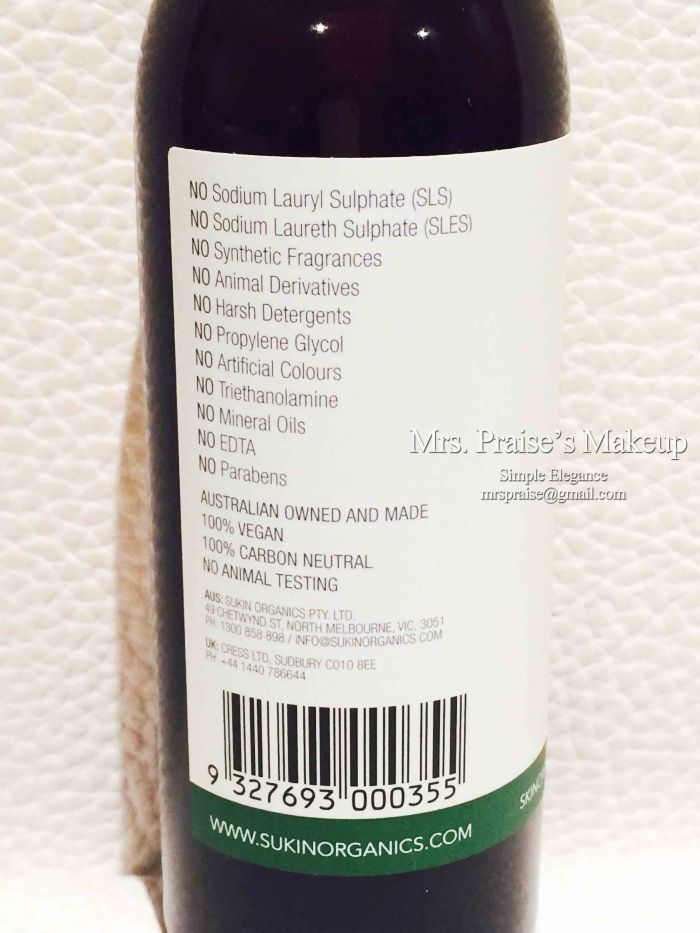 NO Sodium Lauryl Sulphate (SLS)
NO Sodium Laureth Sulphate (SLES)
NO Synthetic Fragrances
NO Animal Derivatives
NO Harsh Detergents
NO Propylene Glycol
NO Artificial Colours
NO Triethanolamine
NO Mineral Oils
NO EDTA
NO Parabens
AUSTRALIAN OWNED AND MADE
100% VEGAN
100% CARBON NEUTRAL
NO ANIMAL TESTING
AUS: SUKIN ORGANICS PTY. LTD.
49 CHETWYND ST, NORTH MELBOURNE, VIC. 3051
PH: 1300 858 898 / INFO@SUKINORGANICS.COM
UK: CRESS LTD, SUDBURY CO10 8EE
PH: +44 1440 786644
9 327693 000355
WWW.SUKINORGANICS.COM
Mrs. Praise's Makeup
Simple Elegance
mrspraise@gmail.com